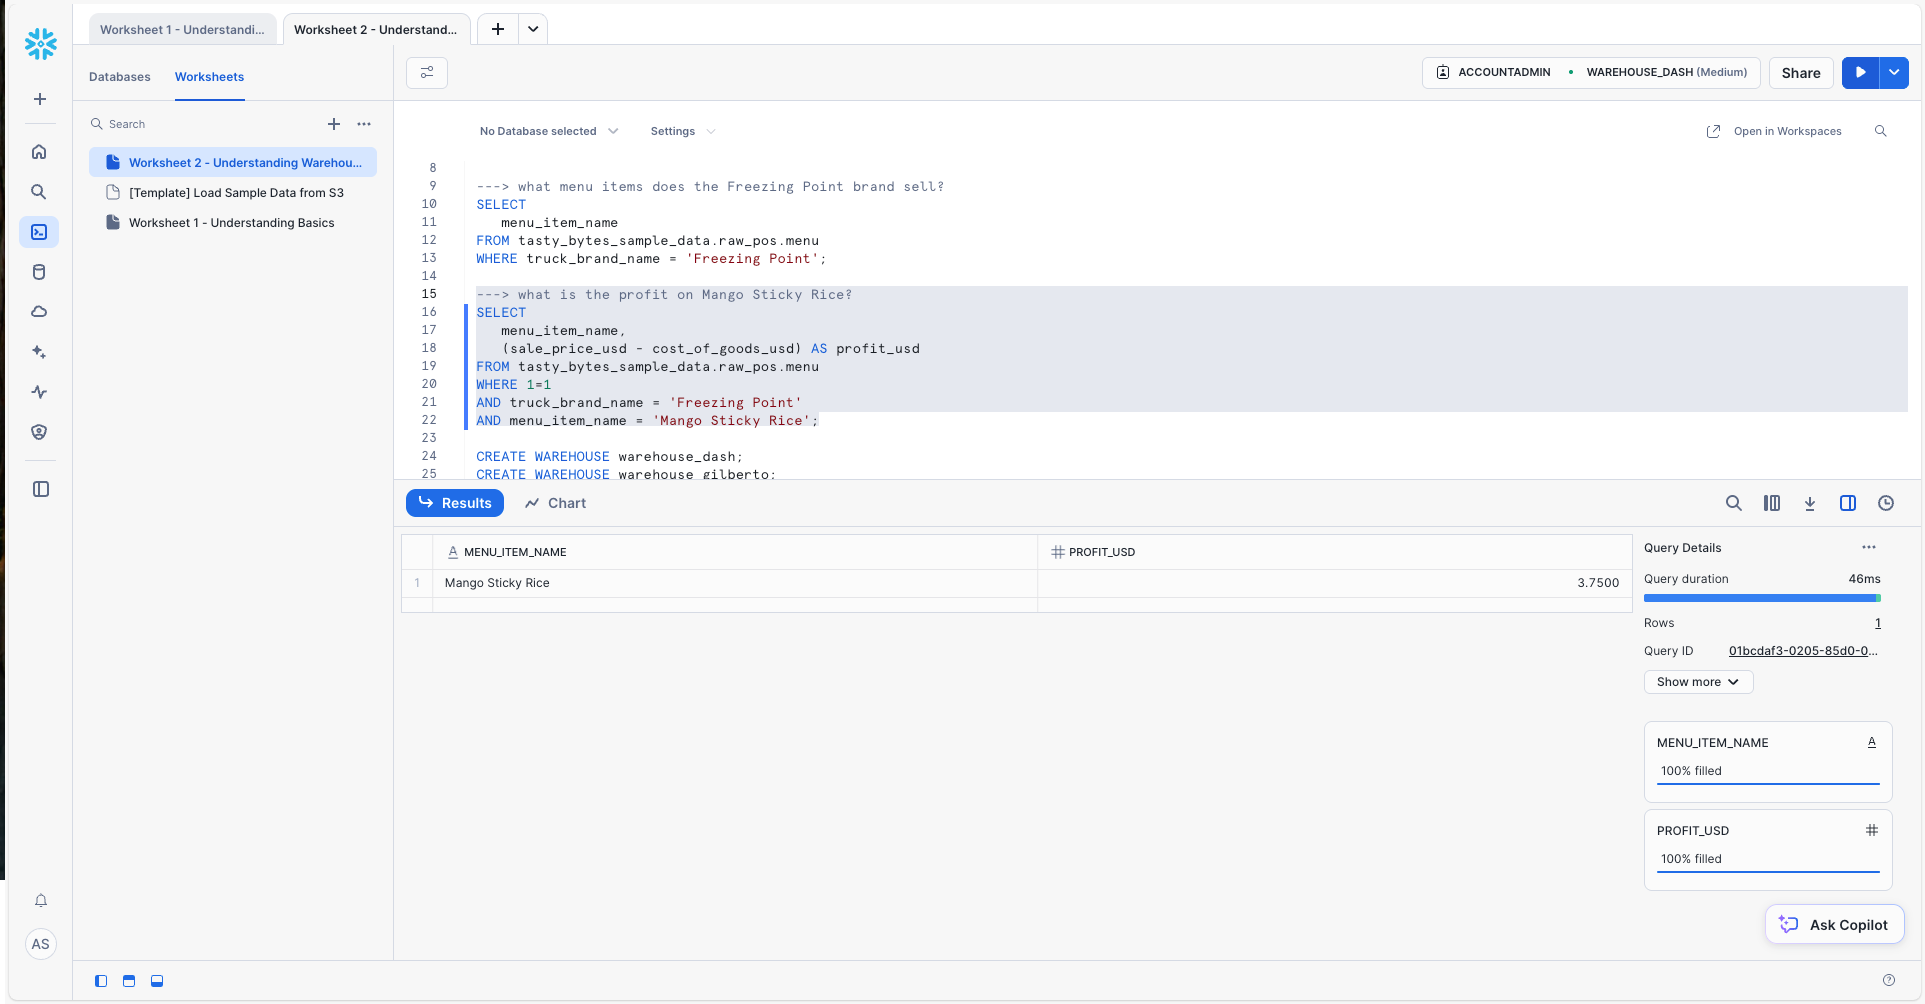 Worksheet 1 - Understandi...
Worksheet 2 - Understand...
Databases
Worksheets
ACCOUNTADMIN
WAREHOUSE_DASH (Medium)
Share
Search
No Database selected
Settings
Open in Workspaces
Worksheet 2 - Understanding Warehou...
[Template] Load Sample Data from S3
Worksheet 1 - Understanding Basics
8
9 ---> what menu items does the Freezing Point brand sell?
10 SELECT
11 menu_item_name
12 FROM tasty_bytes_sample_data.raw_pos.menu
13 WHERE truck_brand_name = 'Freezing Point';
14
15 ---> what is the profit on Mango Sticky Rice?
16 SELECT
17 menu_item_name,
18 (sale_price_usd - cost_of_goods_usd) AS profit_usd
19 FROM tasty_bytes_sample_data.raw_pos.menu
20 WHERE 1=1
21 AND truck_brand_name = 'Freezing Point'
22 AND menu_item_name = 'Mango Sticky Rice';
23
24 CREATE WAREHOUSE warehouse_dash;
25 CREATE WAREHOUSE warehouse_gilberto;
Results
Chart
A MENU_ITEM_NAME
# PROFIT_USD
1 Mango Sticky Rice 3.7500
Query Details
Query duration 46ms
Rows 1
Query ID 01bcdaf3-0205-85d0-0...
Show more
MENU_ITEM_NAME A
100% filled
PROFIT_USD #
100% filled
Ask Copilot
AS